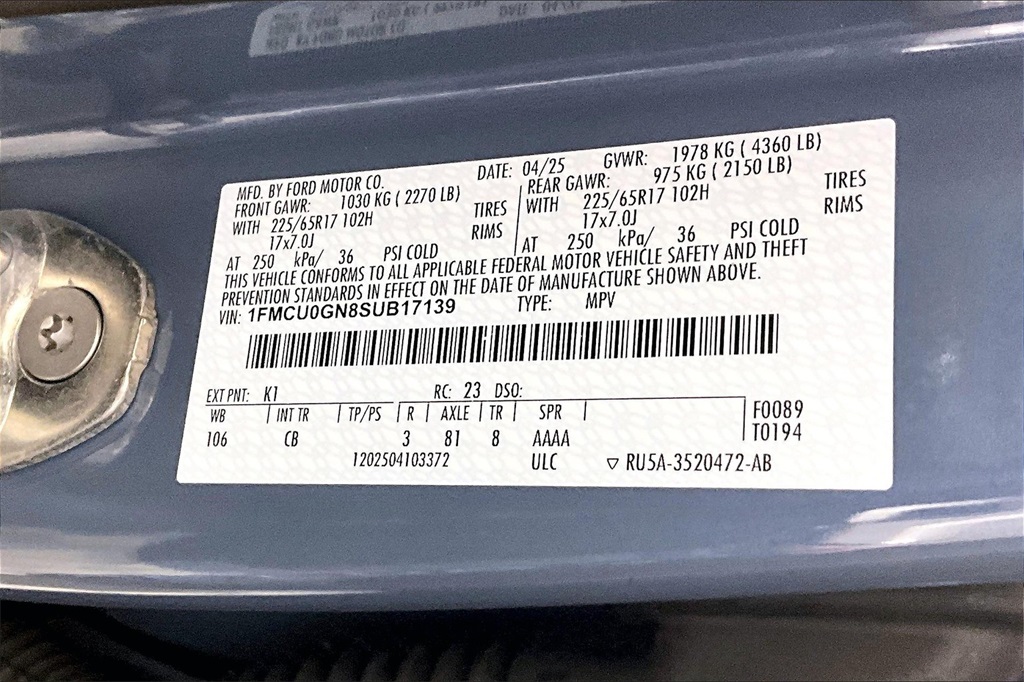 MFD. BY FORD MOTOR CO. DATE: 04/25 GVWR: 1978 KG ( 4360 LB)
FRONT GAWR: 1030 KG ( 2270 LB) REAR GAWR: 975 KG ( 2150 LB)
WITH 225/65R17 102H TIRES WITH 225/65R17 102H TIRES
17x7.0J RIMS 17x7.0J RIMS
AT 250 kPa/ 36 PSI COLD AT 250 kPa/ 36 PSI COLD
THIS VEHICLE CONFORMS TO ALL APPLICABLE FEDERAL MOTOR VEHICLE SAFETY AND THEFT
PREVENTION STANDARDS IN EFFECT ON THE DATE OF MANUFACTURE SHOWN ABOVE.
VIN: 1FMCU0GN8SUB17139 TYPE: MPV
EXT PNT: K1 RC: 23 DSO:
WB INT TR TP/PS R AXLE TR SPR F0089
106 CB 3 81 8 AAAA T0194
1202504103372 ULC ▽ RU5A-3520472-AB